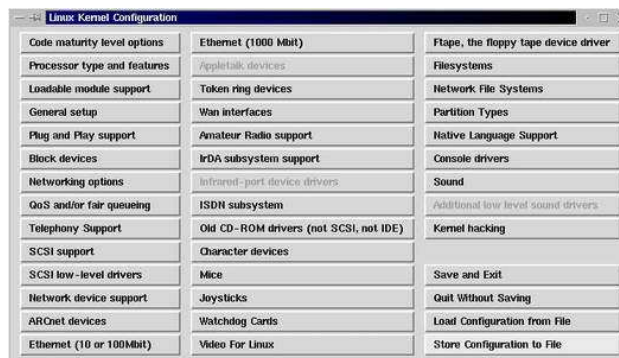 Linux Kernel Configuration
Code maturity level options
Processor type and features
Loadable module support
General setup
Plug and Play support
Block devices
Networking options
QoS and/or fair queueing
Telephony Support
SCSI support
SCSI low-level drivers
Network device support
ARCnet devices
Ethernet (10 or 100Mbit)
Ethernet (1000 Mbit)
Appletalk devices
Token ring devices
Wan interfaces
Amateur Radio support
IrDA subsystem support
Infrared-port device drivers
ISDN subsystem
Old CD-ROM drivers (not SCSI, not IDE)
Character devices
Mice
Joysticks
Watchdog Cards
Video For Linux
Ftape, the floppy tape device driver
Filesystems
Network File Systems
Partition Types
Native Language Support
Console drivers
Sound
Additional low level sound drivers
Kernel hacking
Save and Exit
Quit Without Saving
Load Configuration from File
Store Configuration to File